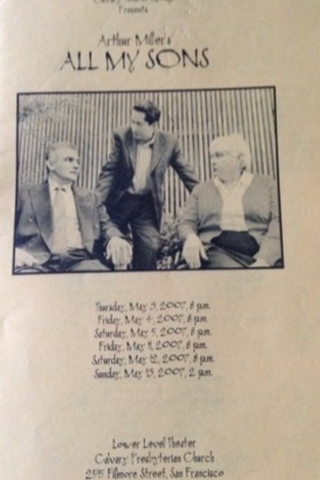 Presents
Arthur Miller's
ALL MY SONS
Thursday, May 3, 2007, 8 p.m.
Friday, May 4, 2007, 8 p.m.
Saturday, May 5, 2007, 8 p.m.
Friday, May 11, 2007, 8 p.m.
Saturday, May 12, 2007, 8 p.m.
Sunday, May 13, 2007, 2 p.m.
Lower Level Theater
Calvary Presbyterian Church
2515 Fillmore Street, San Francisco